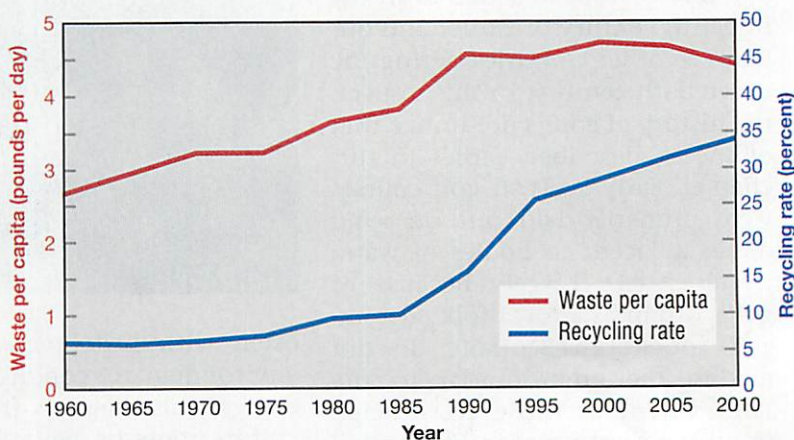 5
4
3
2
1
0
Waste per capita (pounds per day)
50
45
40
35
30
25
20
15
10
5
0
Recycling rate (percent)
Waste per capita
Recycling rate
1960 1965 1970 1975 1980 1985 1990 1995 2000 2005 2010
Year